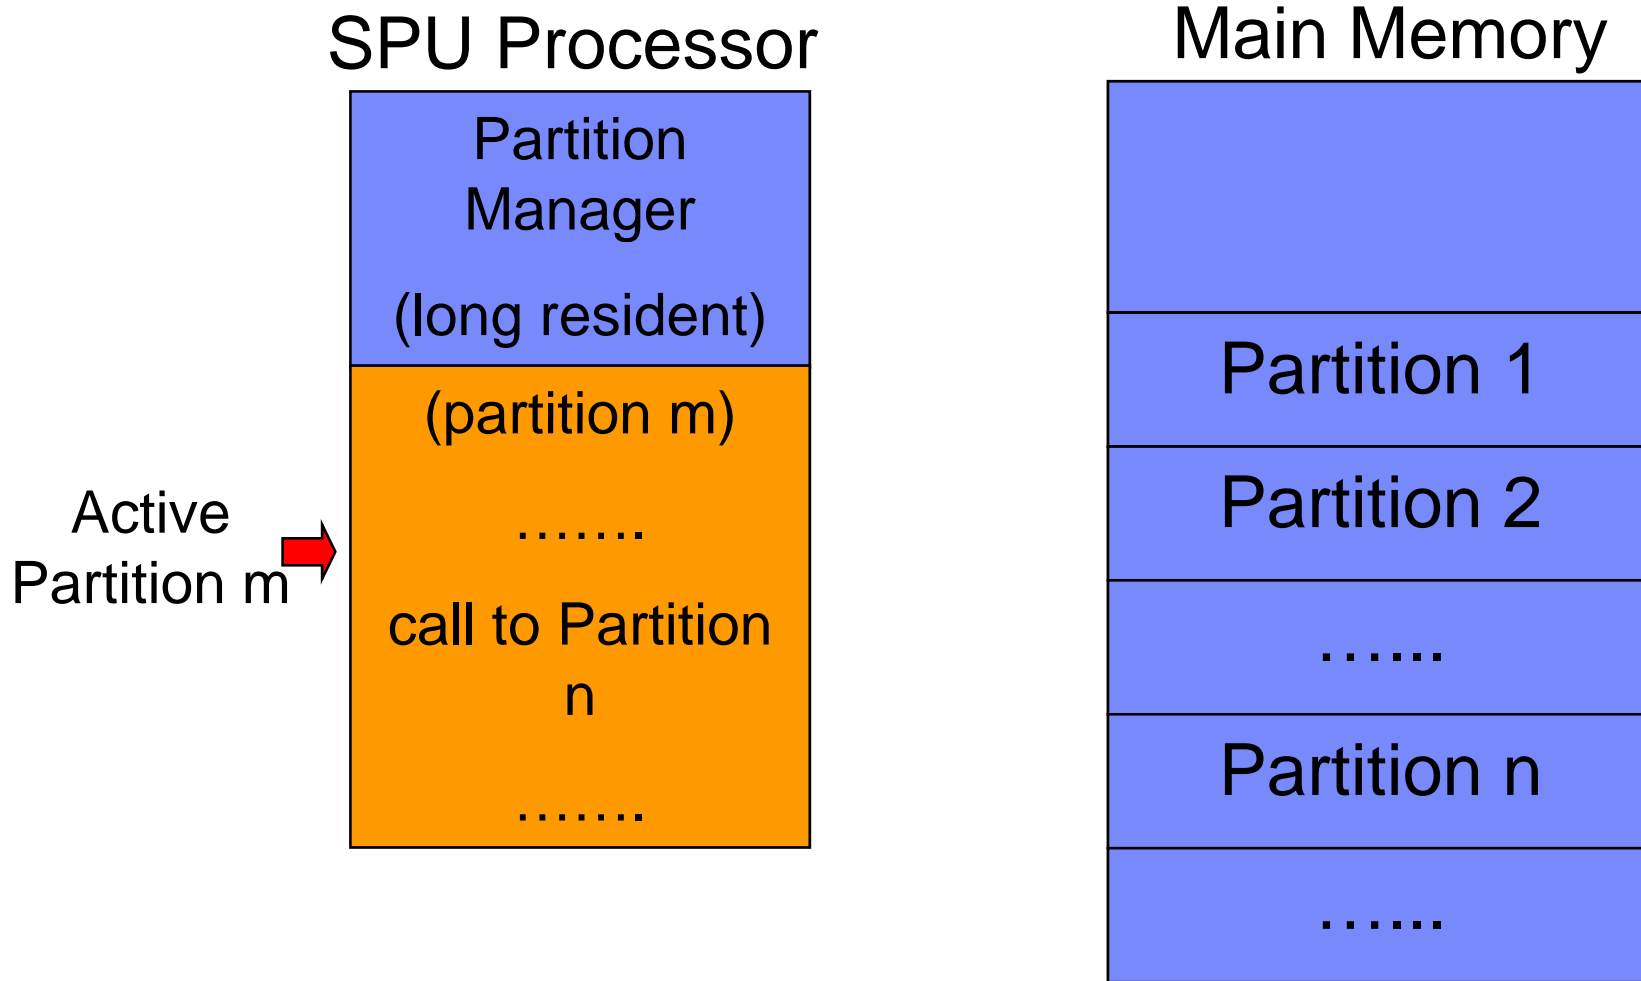 SPU Processor
Partition
Manager
(long resident)
(partition m)
…….
call to Partition
n
…….
Active
Partition m
Main Memory
Partition 1
Partition 2
…...
Partition n
…...